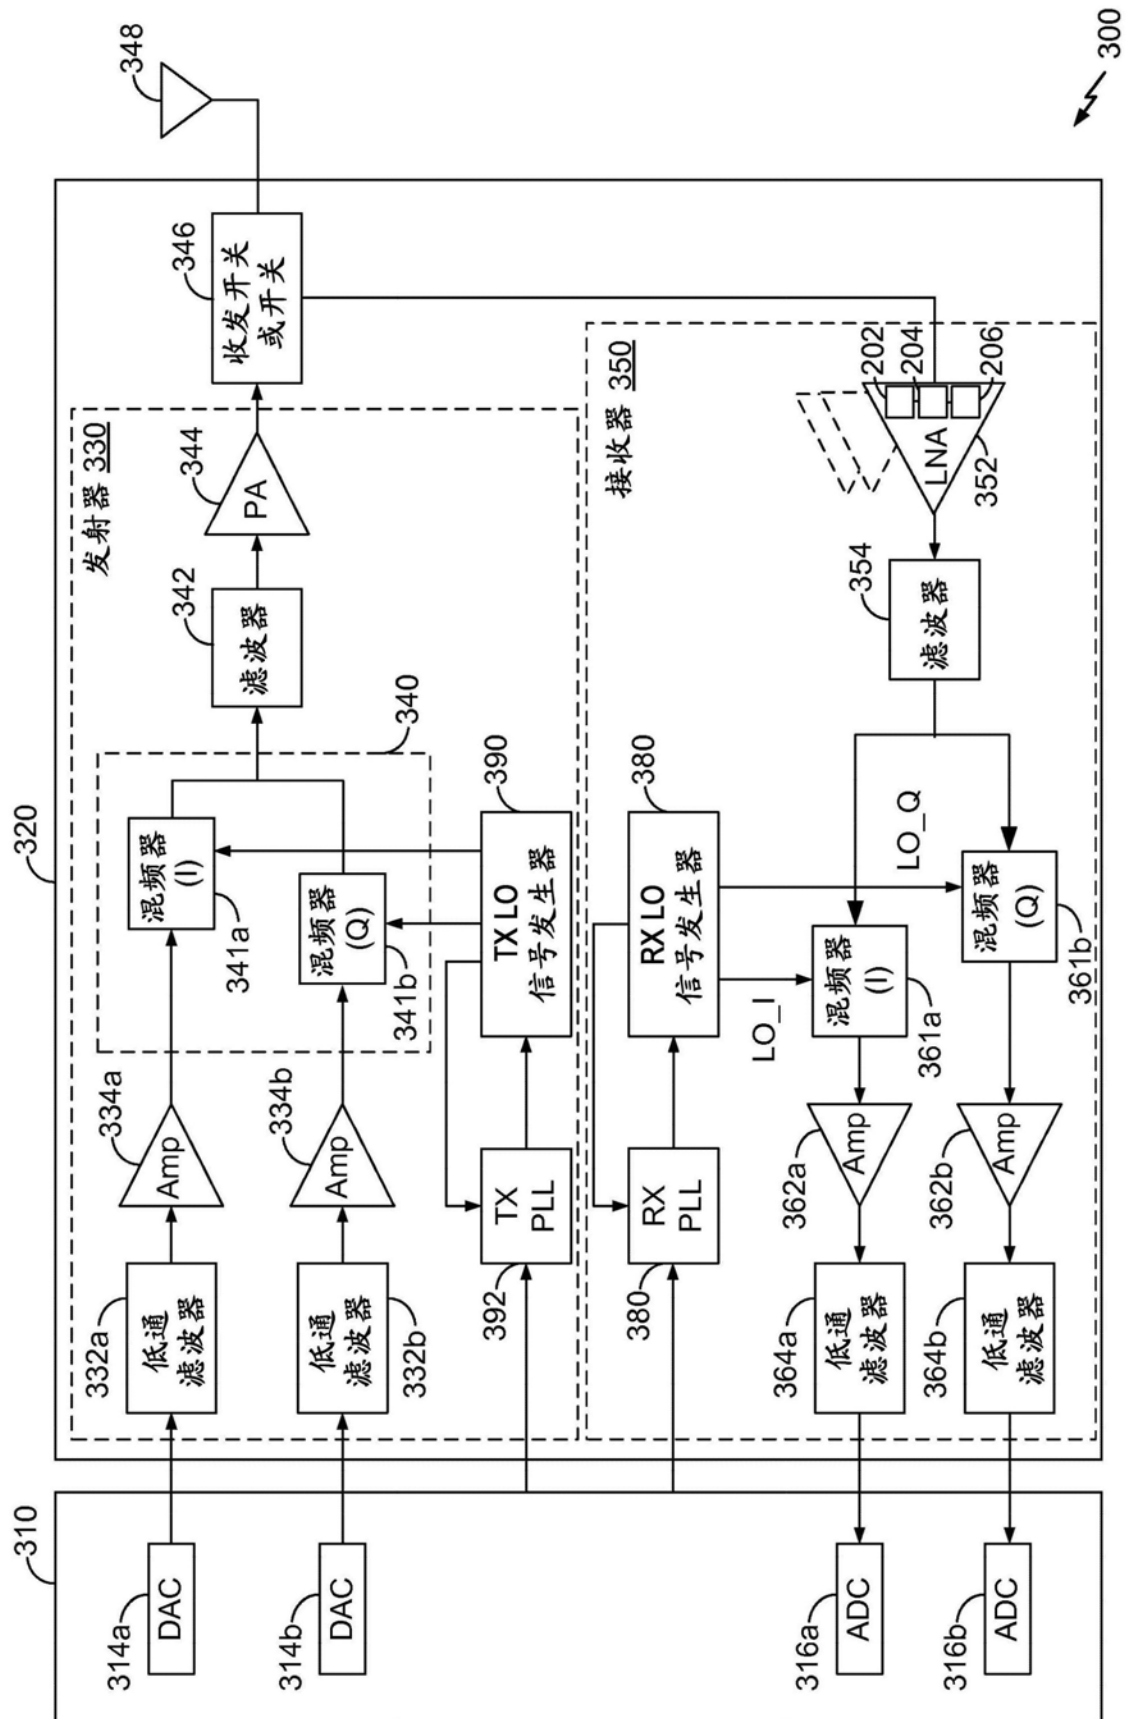 300
320
310
348
346
收发开关
或开关
发射器 330
344
PA
342
滤波器
340
混频器
(I)
341a
混频器
(Q)
341b
334a
Amp
334b
Amp
332a
低通
滤波器
332b
低通
滤波器
390
TX LO
信号发生器
TX
PLL
392
314a
DAC
314b
DAC
接收器 350
202
204
206
LNA
352
354
滤波器
380
RX LO
信号发生器
LO_Q
LO_I
RX
PLL
380
混频器
(I)
361a
混频器
(Q)
361b
362a
Amp
362b
Amp
364a
低通
滤波器
364b
低通
滤波器
316a
ADC
316b
ADC